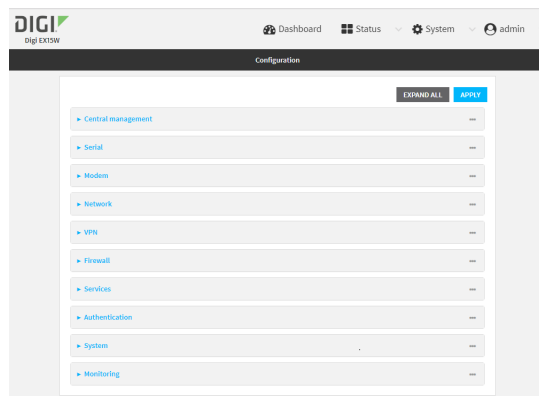 DIGI
Digi EX15W
Dashboard Status System admin
Configuration
EXPAND ALL APPLY
Central management
Serial
Modem
Network
VPN
Firewall
Services
Authentication
System
Monitoring